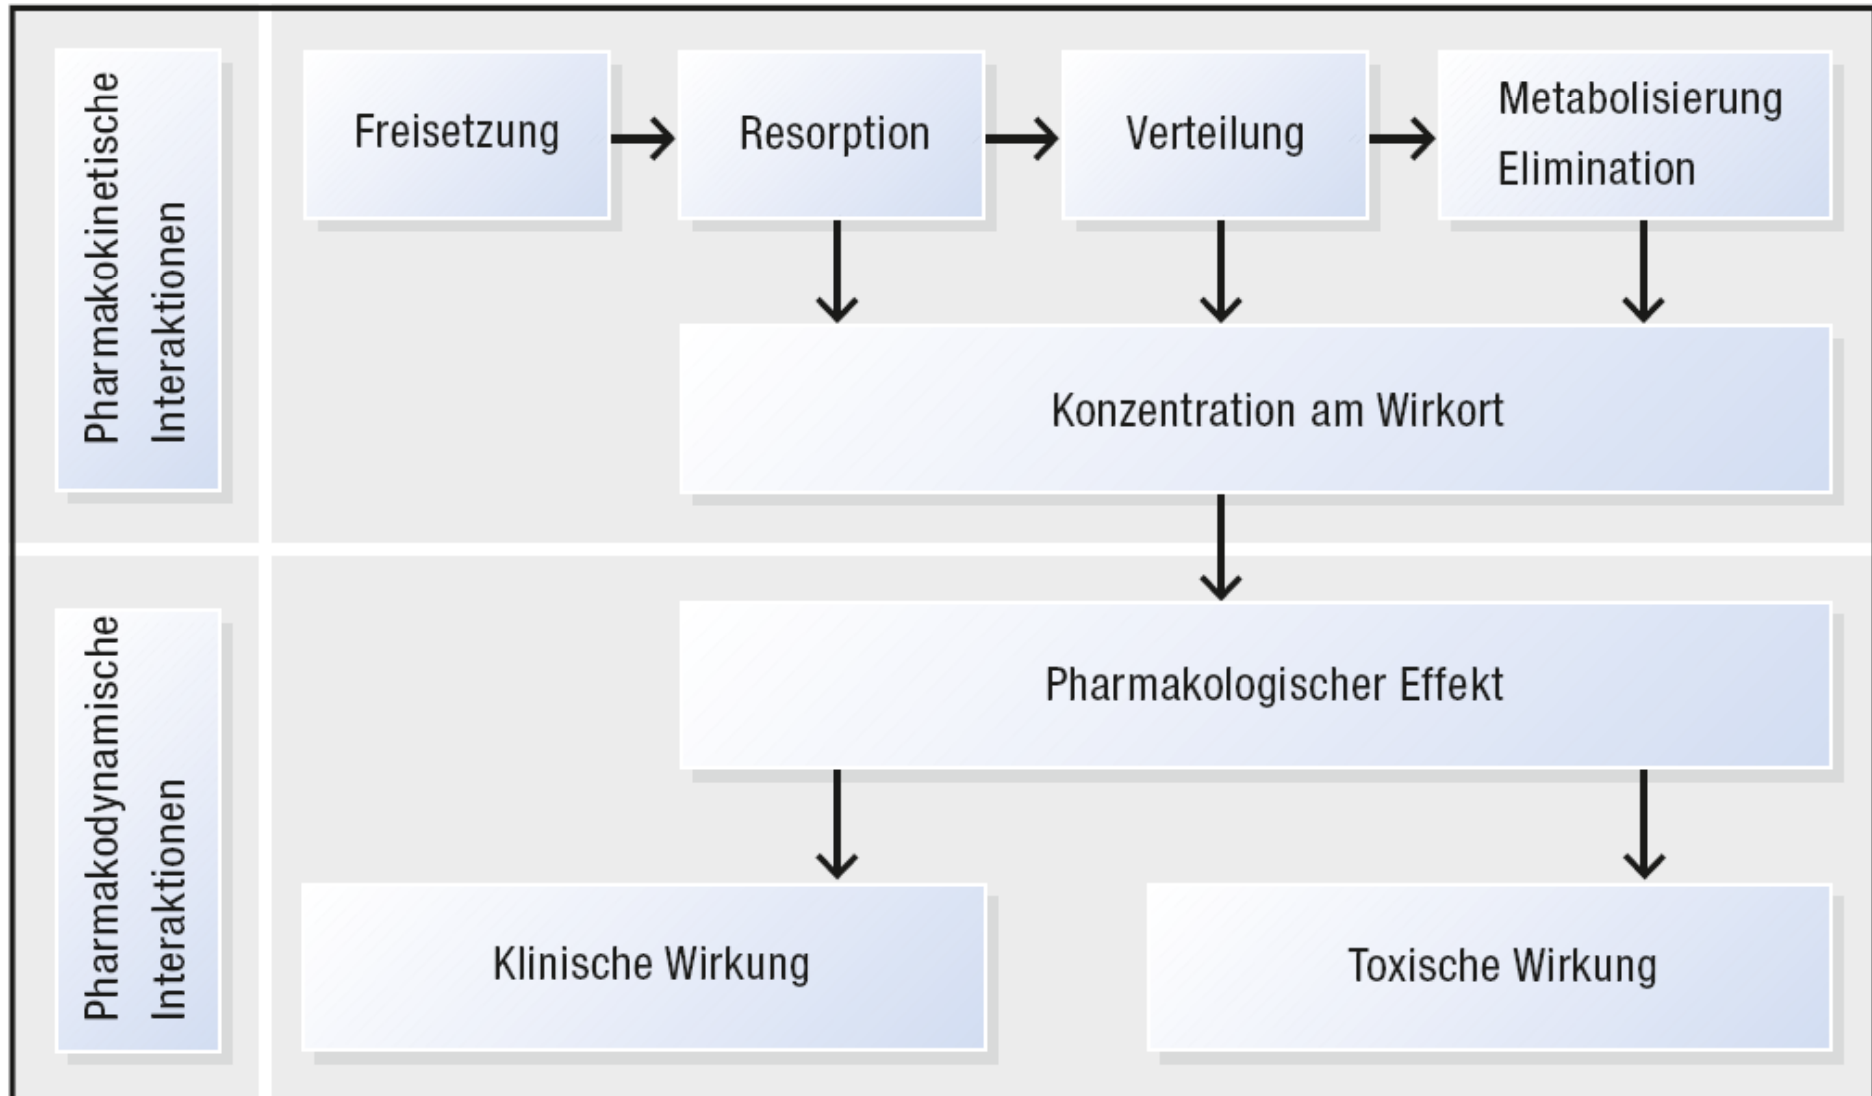 Pharmakokinetische
Interaktionen
Freisetzung
Resorption
Verteilung
Metabolisierung
Elimination
Konzentration am Wirkort
Pharmakodynamische
Interaktionen
Pharmakologischer Effekt
Klinische Wirkung
Toxische Wirkung